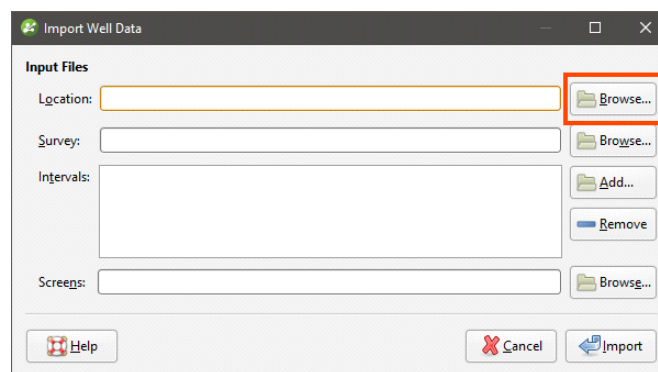 Import Well Data
Input Files
Location:
Browse...
Survey:
Browse...
Intervals:
Add...
Remove
Screens:
Browse...
Help
Cancel
Import